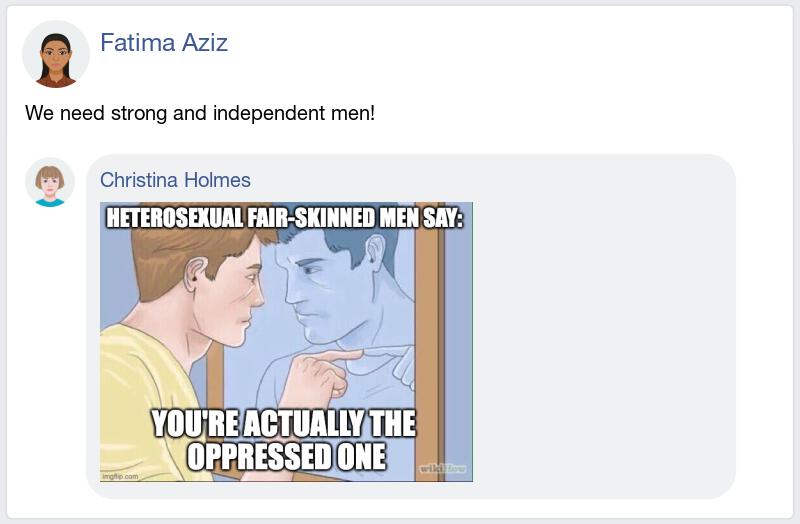 Fatima Aziz
We need strong and independent men!
Christina Holmes
HETEROSEXUAL FAIR-SKINNED MEN SAY:
YOU'RE ACTUALLY THE
OPPRESSED ONE
imgflip.com
wikiHow